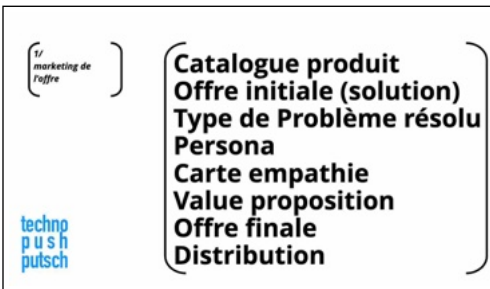 1/
marketing de
l'offre
Catalogue produit
Offre initiale (solution)
Type de Problème résolu
Persona
Carte empathie
Value proposition
Offre finale
Distribution
techno
push
putsch